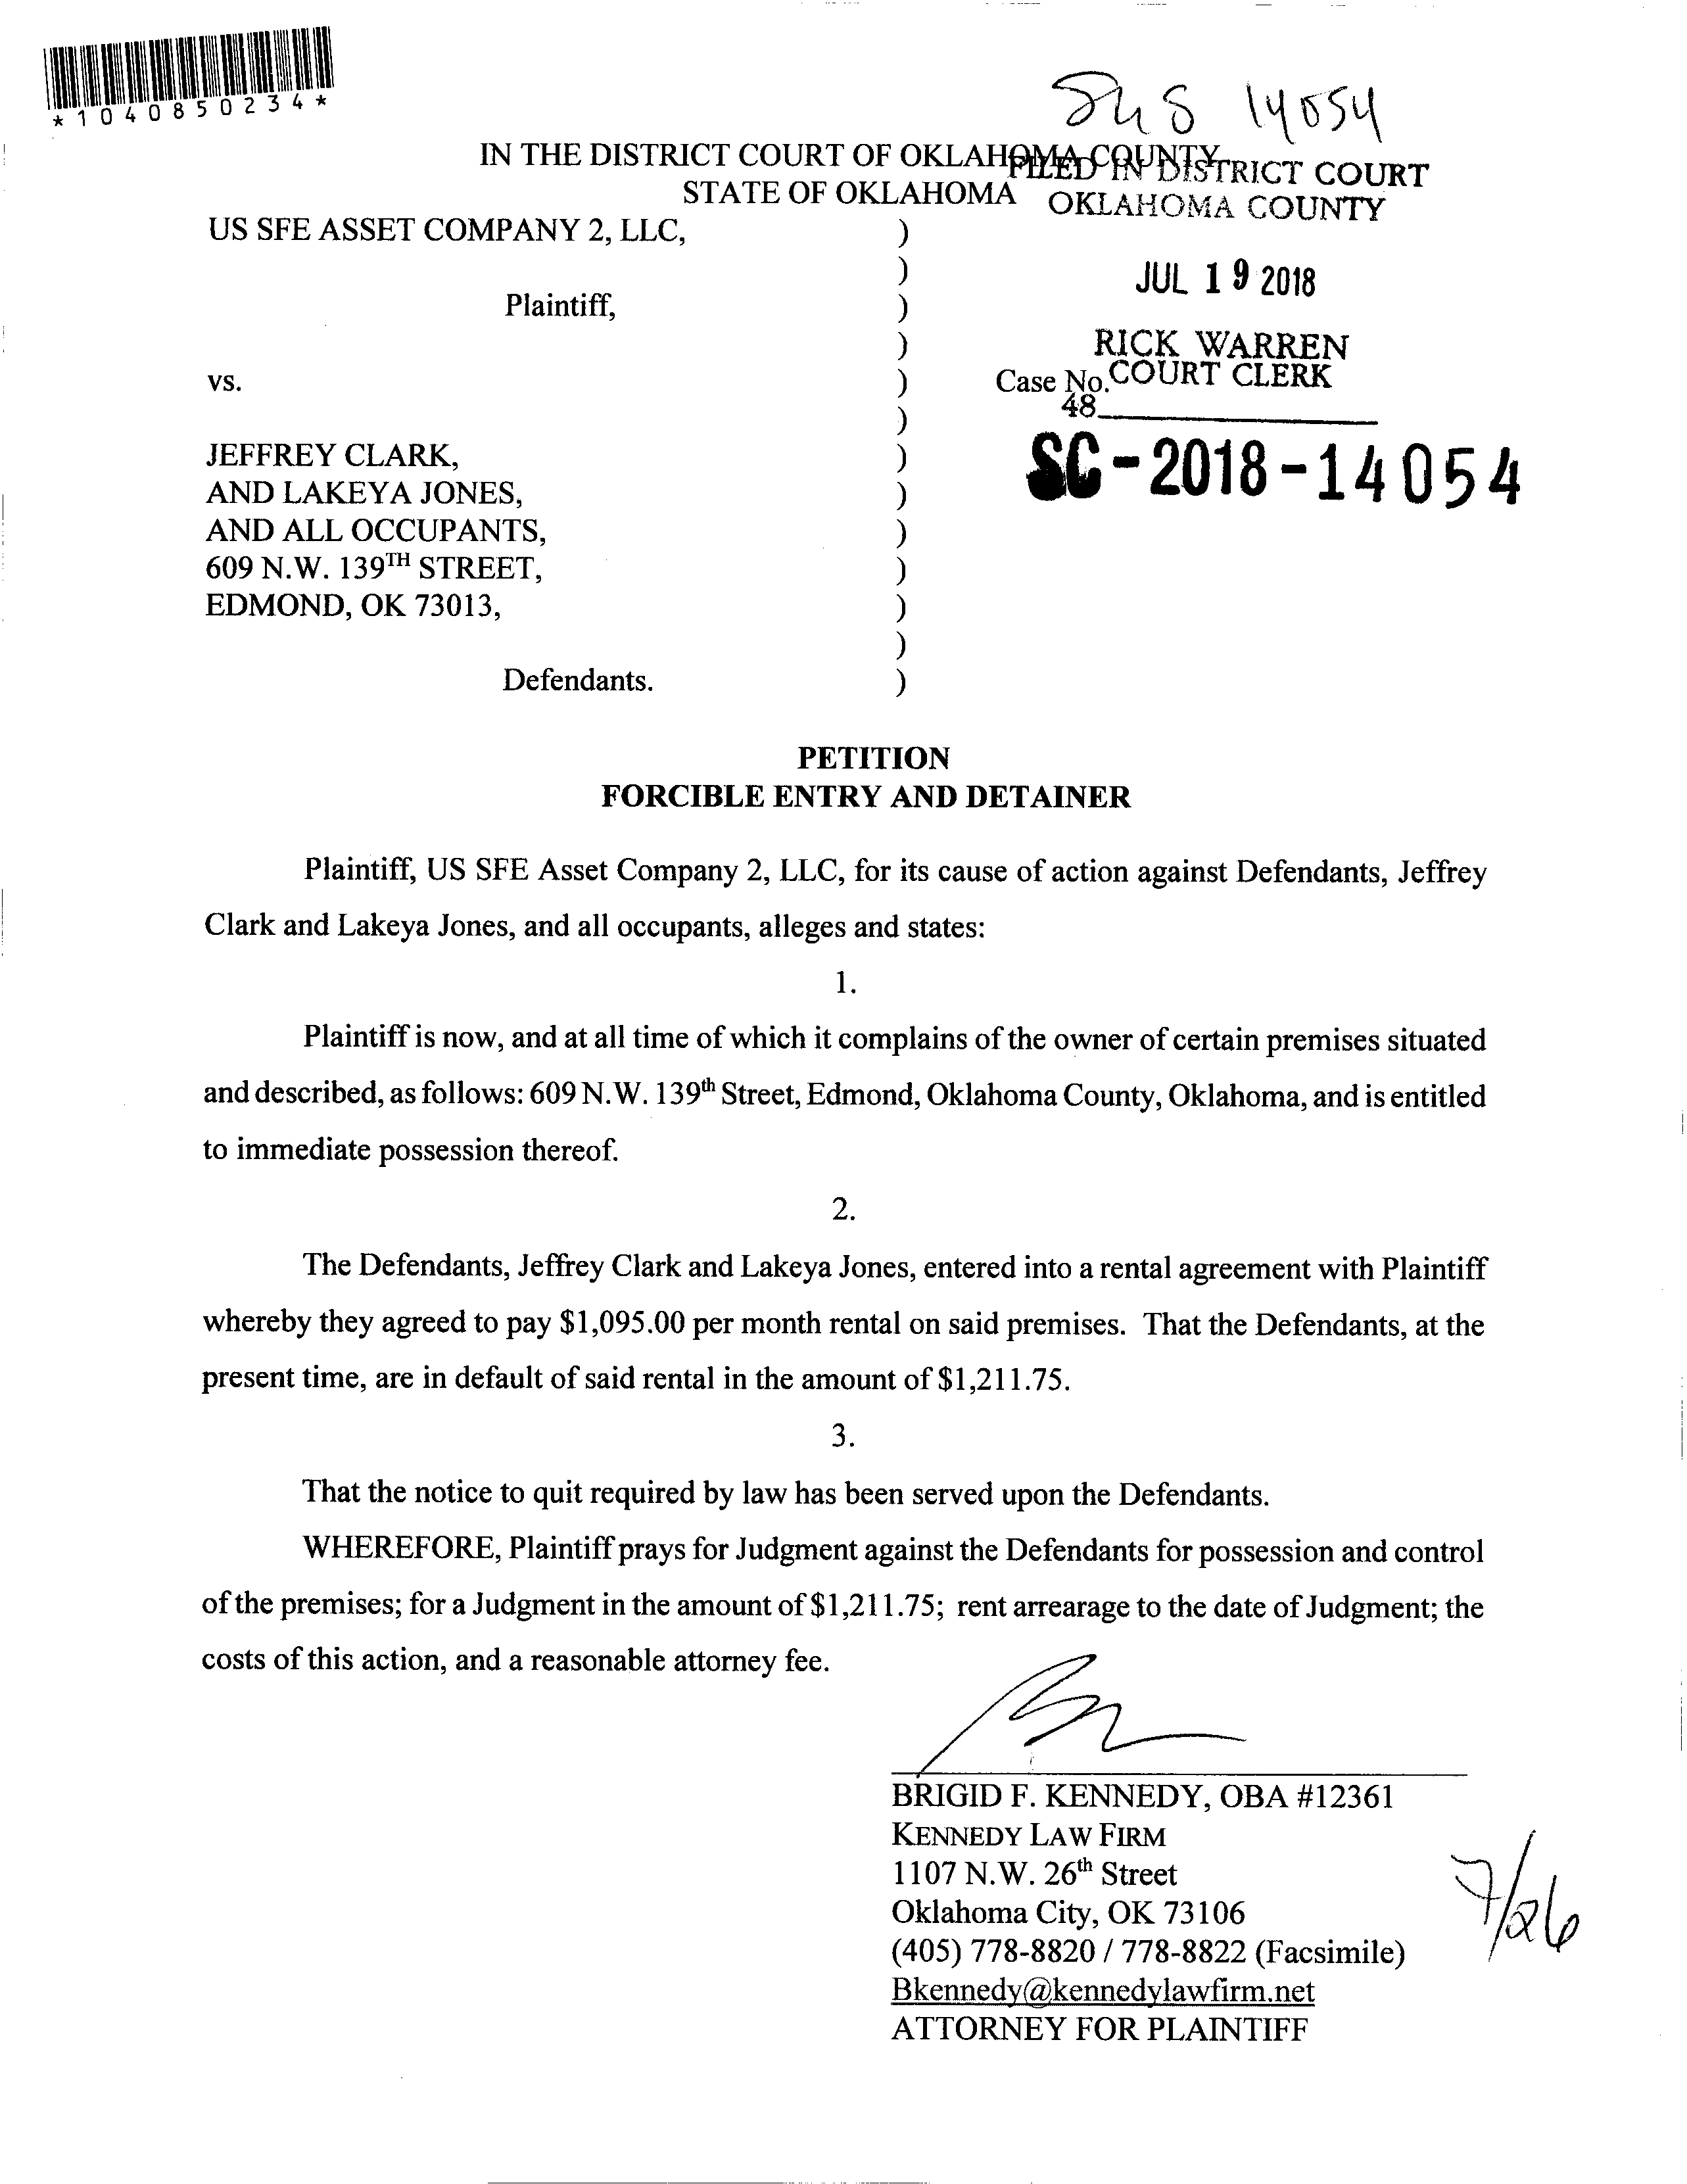 *1040850234*
14054
IN THE DISTRICT COURT OF OKLAHOMA COUNTY
FILED IN DISTRICT COURT
STATE OF OKLAHOMA
OKLAHOMA COUNTY
US SFE ASSET COMPANY 2, LLC, )
)
JUL 19 2018
Plaintiff, )
)
RICK WARREN
vs. )
Case No. COURT CLERK
)
48
JEFFREY CLARK, )
SC-2018-14054
AND LAKEYA JONES, )
AND ALL OCCUPANTS, )
609 N.W. 139TH STREET, )
EDMOND, OK 73013, )
)
Defendants. )
PETITION
FORCIBLE ENTRY AND DETAINER
Plaintiff, US SFE Asset Company 2, LLC, for its cause of action against Defendants, Jeffrey
Clark and Lakeya Jones, and all occupants, alleges and states:
1.
Plaintiff is now, and at all time of which it complains of the owner of certain premises situated
and described, as follows: 609 N.W. 139th Street, Edmond, Oklahoma County, Oklahoma, and is entitled
to immediate possession thereof.
2.
The Defendants, Jeffrey Clark and Lakeya Jones, entered into a rental agreement with Plaintiff
whereby they agreed to pay $1,095.00 per month rental on said premises. That the Defendants, at the
present time, are in default of said rental in the amount of $1,211.75.
3.
That the notice to quit required by law has been served upon the Defendants.
WHEREFORE, Plaintiff prays for Judgment against the Defendants for possession and control
of the premises; for a Judgment in the amount of $1,211.75; rent arrearage to the date of Judgment; the
costs of this action, and a reasonable attorney fee.
BRIGID F. KENNEDY, OBA #12361
KENNEDY LAW FIRM
1107 N.W. 26th Street
Oklahoma City, OK 73106
(405) 778-8820 / 778-8822 (Facsimile)
Bkennedy@kennedylawfirm.net
ATTORNEY FOR PLAINTIFF
7/26